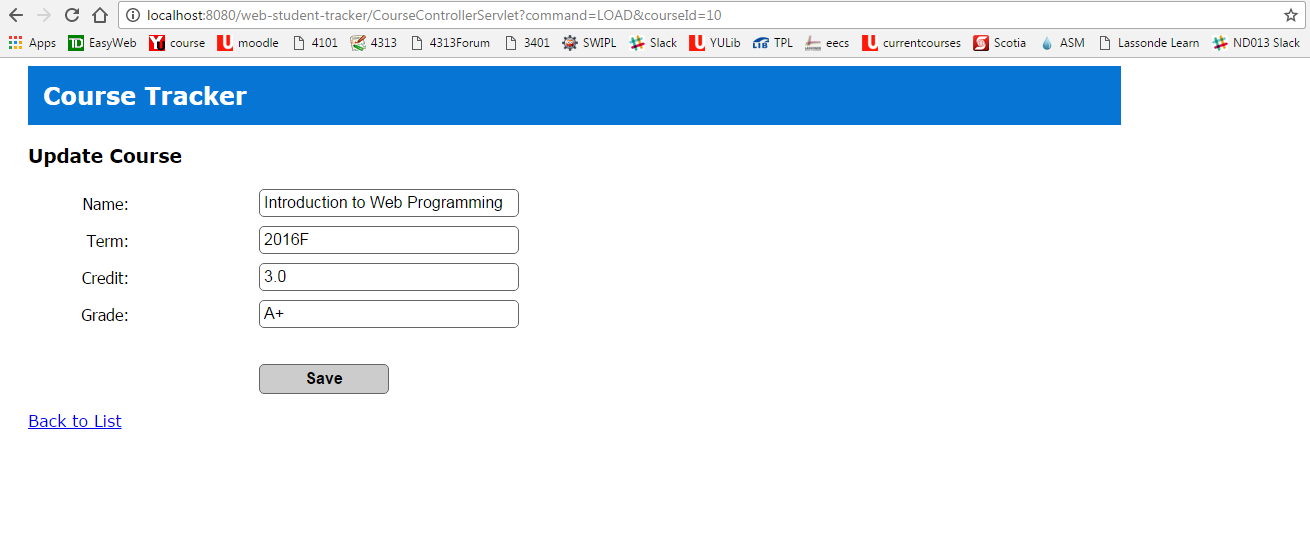 localhost:8080/web-student-tracker/CourseControllerServlet?command=LOAD&courseId=10
Apps EasyWeb course moodle 4101 4313 4313Forum 3401 SWIPL Slack YULib TPL eecs currentcourses Scotia ASM Lassonde Learn ND013 Slack
Course Tracker
Update Course
Name: Introduction to Web Programming
Term: 2016F
Credit: 3.0
Grade: A+
Save
Back to List